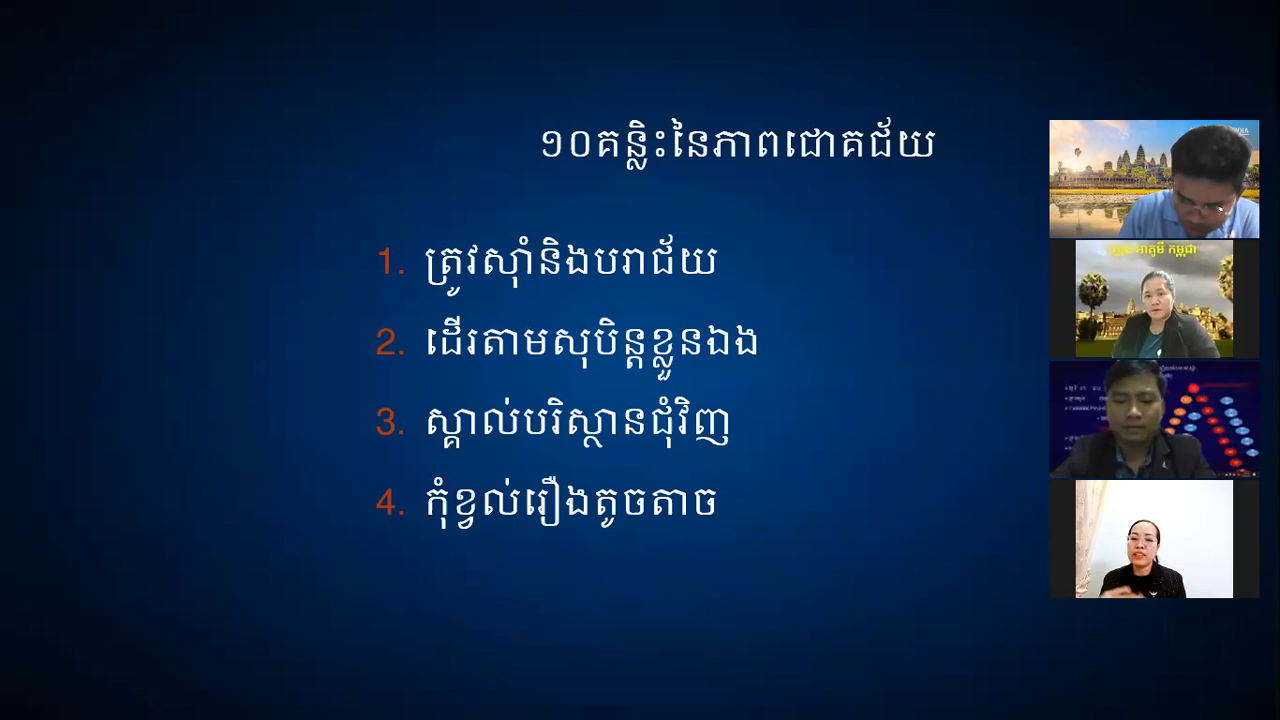 ១០គន្លិះនៃភាពជោគជ័យ
1. ត្រូវស៊ាំនិងបរាជ័យ
2. ដើរតាមសុបិន្តខ្លួនឯង
3. ស្គាល់បរិស្ថានជុំវិញ
4. កុំខ្វល់រឿងតូចតាច